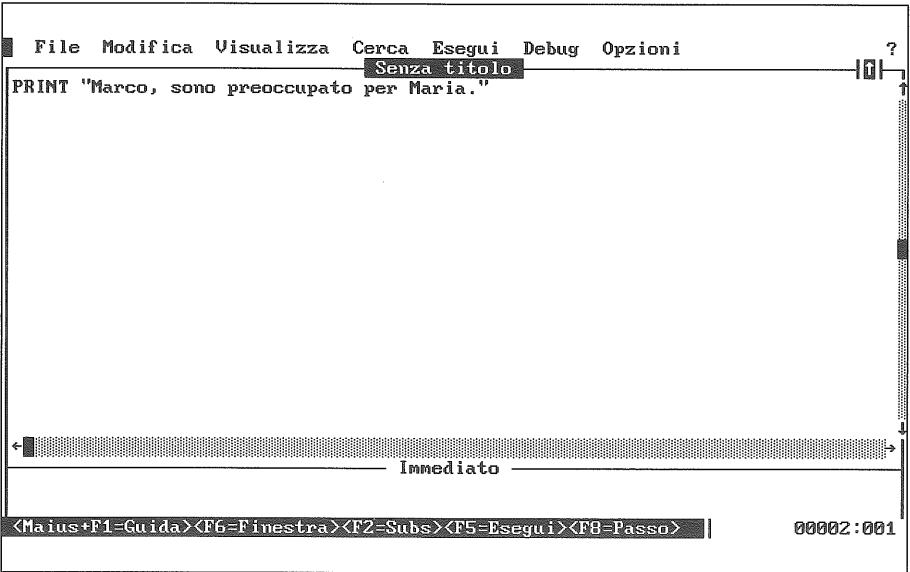 File Modifica Visualizza Cerca Esegui Debug Opzioni ?
Senza titolo
PRINT "Marco, sono preoccupato per Maria."
Immediato
<Maius+F1=Guida><F6=Finestra><F2=Subs><F5=Esegui><F8=Passo> 00002:001